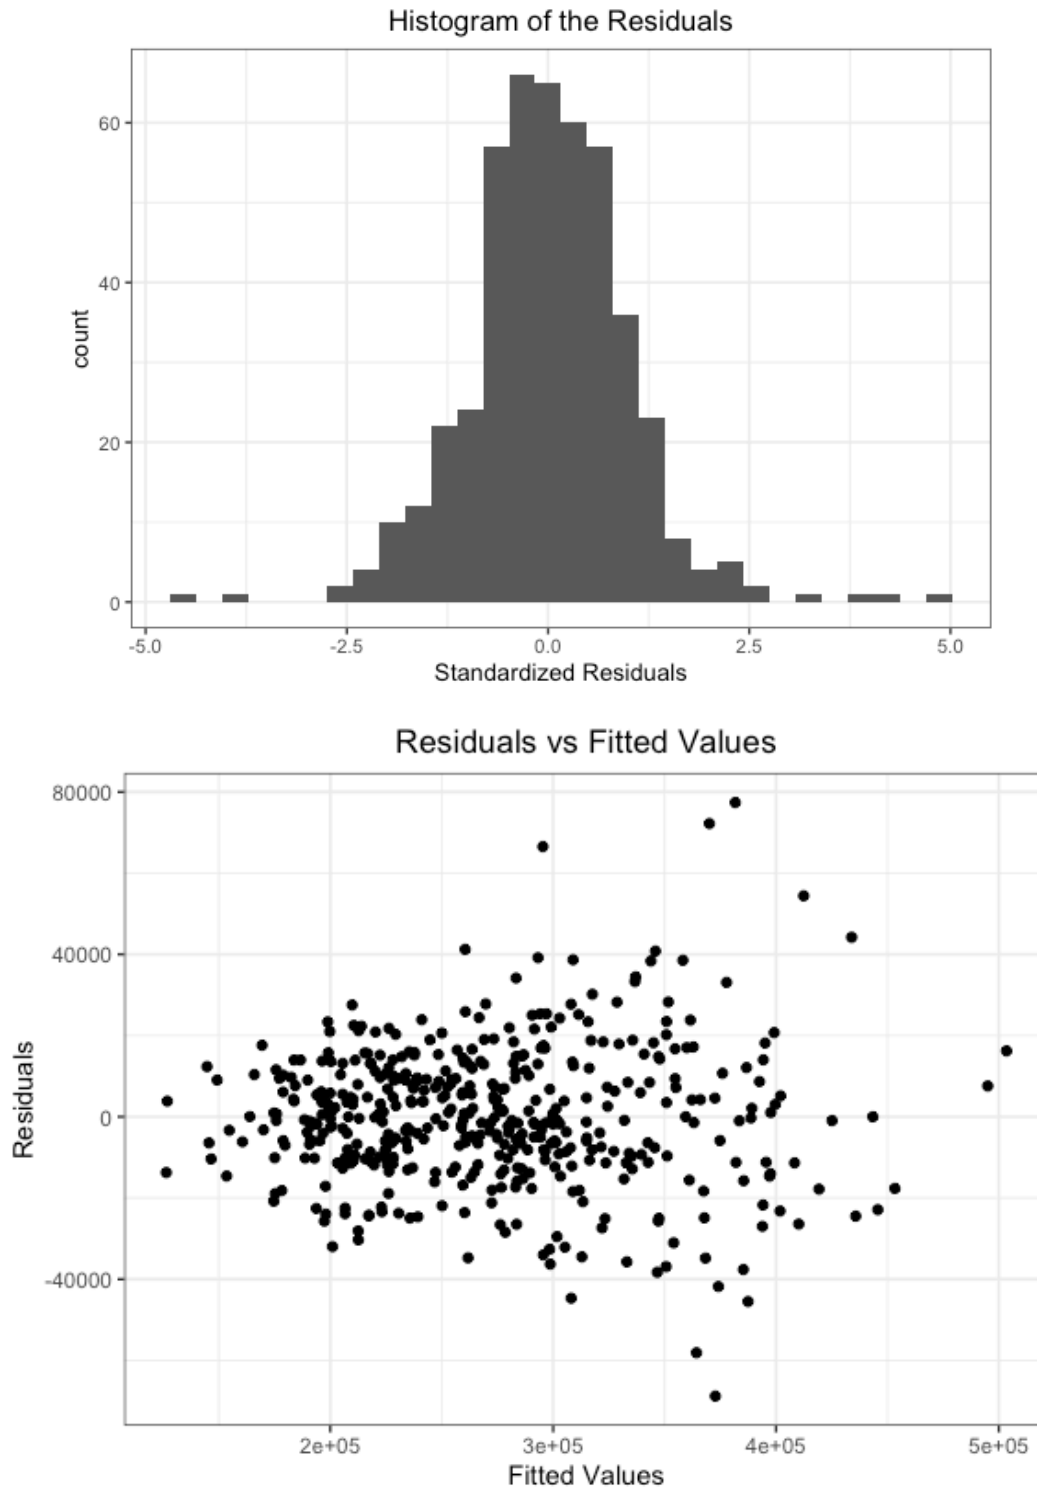 Histogram of the Residuals
60
40
20
0
count
-5.0
-2.5
0.0
2.5
5.0
Standardized Residuals
Residuals vs Fitted Values
80000
40000
0
-40000
Residuals
2e+05
3e+05
4e+05
5e+05
Fitted Values